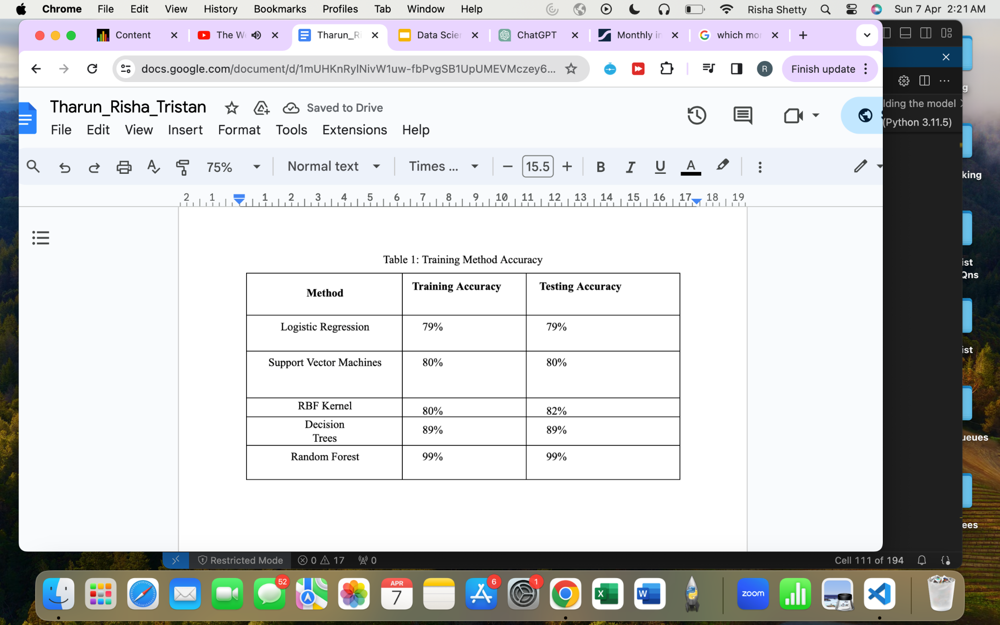 Chrome File Edit View History Bookmarks Profiles Tab Window Help Risha Shetty Sun 7 Apr 2:21 AM
Content The W Tharun_Ri Data Scien ChatGPT Monthly in which mor
docs.google.com/document/d/1mUHKnRylNivW1uw-fbPvgSB1UpUMEVMczey6... R Finish update
Tharun_Risha_Tristan Saved to Drive
File Edit View Insert Format Tools Extensions Help
lding the model
(Python 3.11.5)
75% Normal text Times ... 15.5 B I U A
2 1 1 2 3 4 5 6 7 8 9 10 11 12 13 14 15 16 17 18 19
Table 1: Training Method Accuracy
Method Training Accuracy Testing Accuracy
Logistic Regression 79% 79%
Support Vector Machines 80% 80%
RBF Kernel 80% 82%
Decision
Trees 89% 89%
Random Forest 99% 99%
g
king
ist
Qns
ist
ueues
ees
Restricted Mode 0 17 0 Cell 111 of 194
52 APR 7 6 1 X W zoom